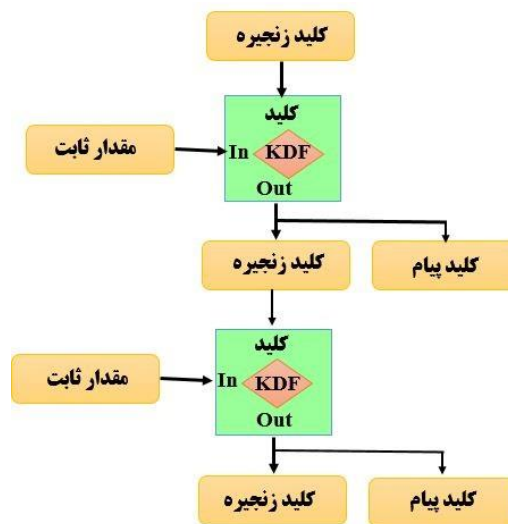 کلید زنجیره
کلید
مقدار ثابت
In
KDF
Out
کلید زنجیره
کلید پیام
کلید
مقدار ثابت
In
KDF
Out
کلید زنجیره
کلید پیام